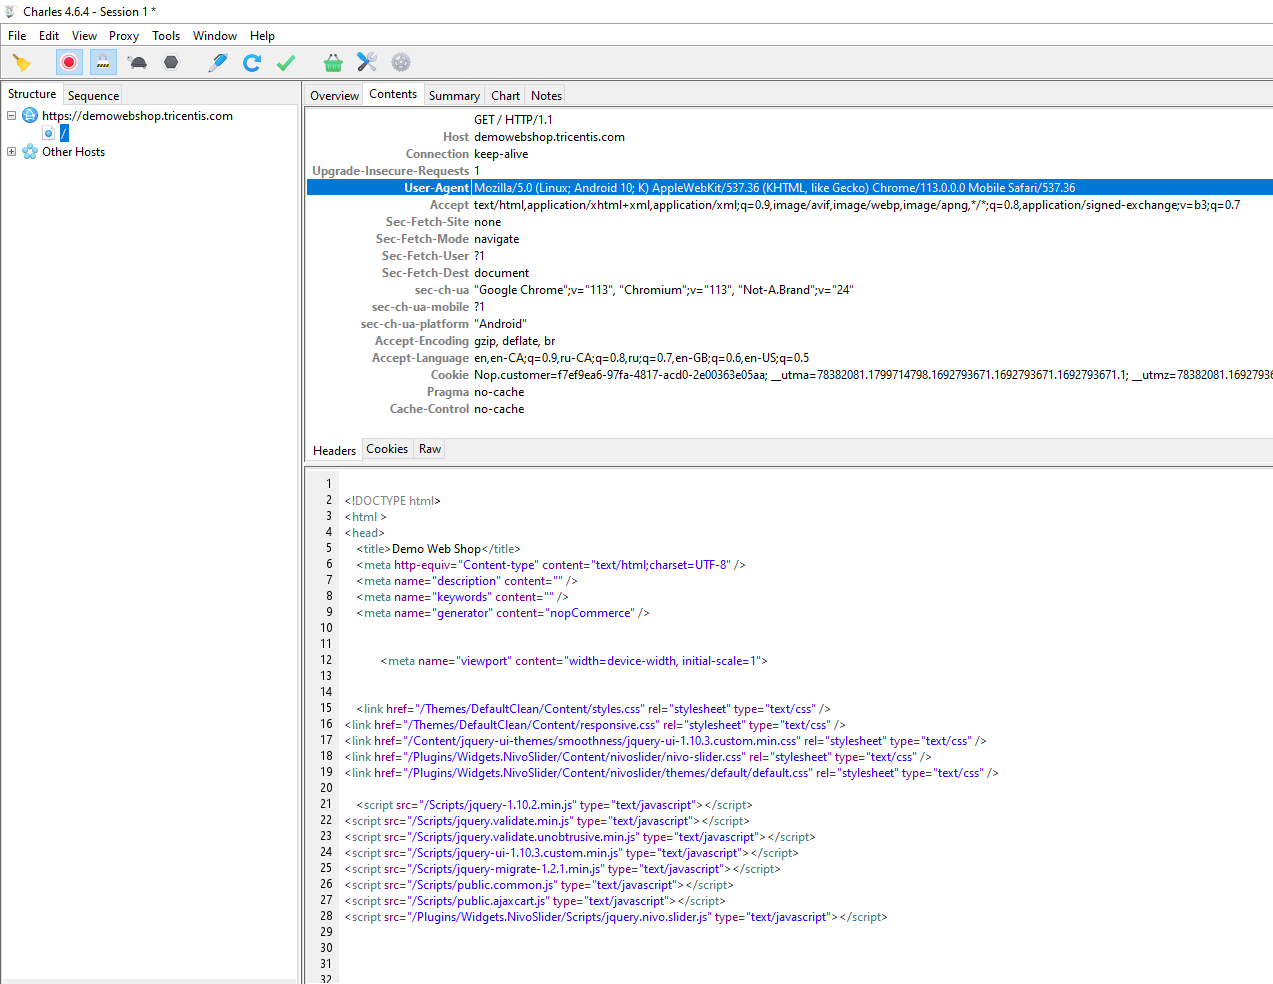 Charles 4.6.4 - Session 1 *
File Edit View Proxy Tools Window Help
Structure Sequence
https://demowebshop.tricentis.com
/
Other Hosts
Overview Contents Summary Chart Notes
GET / HTTP/1.1
Host demowebshop.tricentis.com
Connection keep-alive
Upgrade-Insecure-Requests 1
User-Agent Mozilla/5.0 (Linux; Android 10; K) AppleWebKit/537.36 (KHTML, like Gecko) Chrome/113.0.0.0 Mobile Safari/537.36
Accept text/html,application/xhtml+xml,application/xml;q=0.9,image/avif,image/webp,image/apng,*/*;q=0.8,application/signed-exchange;v=b3;q=0.7
Sec-Fetch-Site none
Sec-Fetch-Mode navigate
Sec-Fetch-User ?1
Sec-Fetch-Dest document
sec-ch-ua "Google Chrome";v="113", "Chromium";v="113", "Not-A.Brand";v="24"
sec-ch-ua-mobile ?1
sec-ch-ua-platform "Android"
Accept-Encoding gzip, deflate, br
Accept-Language en,en-CA;q=0.9,ru-CA;q=0.8,ru;q=0.7,en-GB;q=0.6,en-US;q=0.5
Cookie Nop.customer=f7ef9ea6-97fa-4817-acd0-2e00363e05aa; __utma=78382081.1799714798.1692793671.1692793671.1692793671.1; __utmz=78382081.16927936
Pragma no-cache
Cache-Control no-cache
Headers Cookies Raw
1
2 <!DOCTYPE html>
3 <html >
4 <head>
5 <title>Demo Web Shop</title>
6 <meta http-equiv="Content-type" content="text/html;charset=UTF-8" />
7 <meta name="description" content="" />
8 <meta name="keywords" content="" />
9 <meta name="generator" content="nopCommerce" />
10
11
12 <meta name="viewport" content="width=device-width, initial-scale=1">
13
14
15 <link href="/Themes/DefaultClean/Content/styles.css" rel="stylesheet" type="text/css" />
16 <link href="/Themes/DefaultClean/Content/responsive.css" rel="stylesheet" type="text/css" />
17 <link href="/Content/jquery-ui-themes/smoothness/jquery-ui-1.10.3.custom.min.css" rel="stylesheet" type="text/css" />
18 <link href="/Plugins/Widgets.NivoSlider/Content/nivoslider/nivo-slider.css" rel="stylesheet" type="text/css" />
19 <link href="/Plugins/Widgets.NivoSlider/Content/nivoslider/themes/default/default.css" rel="stylesheet" type="text/css" />
20
21 <script src="/Scripts/jquery-1.10.2.min.js" type="text/javascript"></script>
22 <script src="/Scripts/jquery.validate.min.js" type="text/javascript"></script>
23 <script src="/Scripts/jquery.validate.unobtrusive.min.js" type="text/javascript"></script>
24 <script src="/Scripts/jquery-ui-1.10.3.custom.min.js" type="text/javascript"></script>
25 <script src="/Scripts/jquery-migrate-1.2.1.min.js" type="text/javascript"></script>
26 <script src="/Scripts/public.common.js" type="text/javascript"></script>
27 <script src="/Scripts/public.ajaxcart.js" type="text/javascript"></script>
28 <script src="/Plugins/Widgets.NivoSlider/Scripts/jquery.nivo.slider.js" type="text/javascript"></script>
29
30
31
32